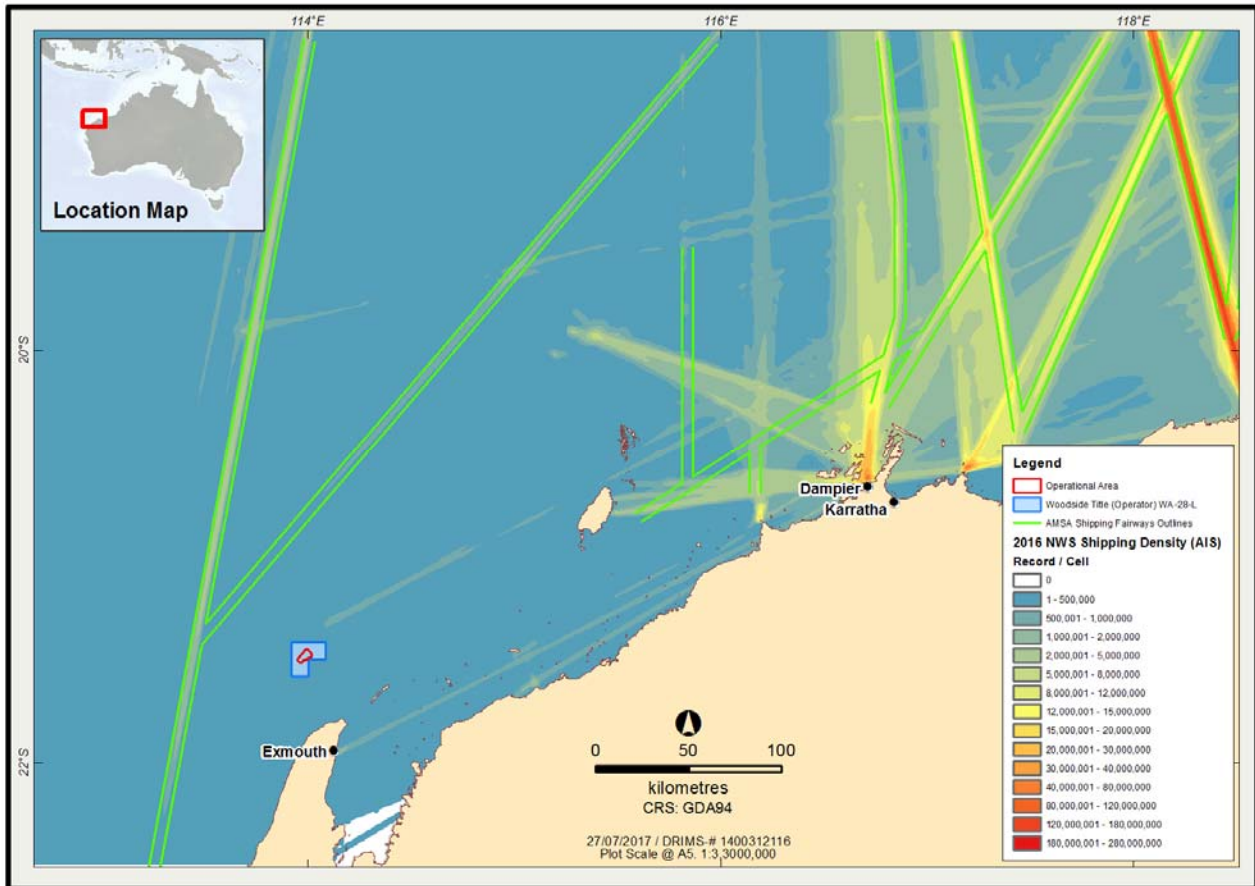 114°E
116°E
118°E
20°S
22°S
Location Map
Dampier
Karratha
Exmouth
0 50 100
kilometres
CRS: GDA94
27/07/2017 / DRIMS-# 1400312116
Plot Scale @ A5. 1:3,3000,000
Legend
Operational Area
Woodside Title (Operator) WA-28-L
AMSA Shipping Fairways Outlines
2016 NWS Shipping Density (AIS)
Record / Cell
0
1 - 500,000
500,001 - 1,000,000
1,000,001 - 2,000,000
2,000,001 - 5,000,000
5,000,001 - 8,000,000
8,000,001 - 12,000,000
12,000,001 - 15,000,000
15,000,001 - 20,000,000
20,000,001 - 30,000,000
30,000,001 - 40,000,000
40,000,001 - 80,000,000
80,000,001 - 120,000,000
120,000,001 - 180,000,000
180,000,001 - 280,000,000